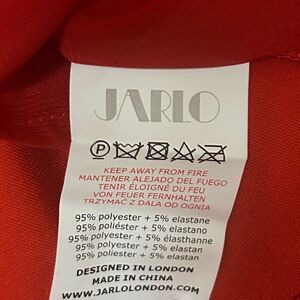 JARLO
P
KEEP AWAY FROM FIRE
MANTENER ALEJADO DEL FUEGO
TENIR ÉLOIGNÉ DU FEU
VON FEUER FERNHALTEN
TRZYMAĆ Z DALA OD OGNIA
95% polyester + 5% elastane
95% poliéster + 5% elastano
95% polyester + 5% élasthanne
95% polyester + 5% elastan
95% poliester + 5% elastan
DESIGNED IN LONDON
MADE IN CHINA
WWW.JARLOLONDON.COM